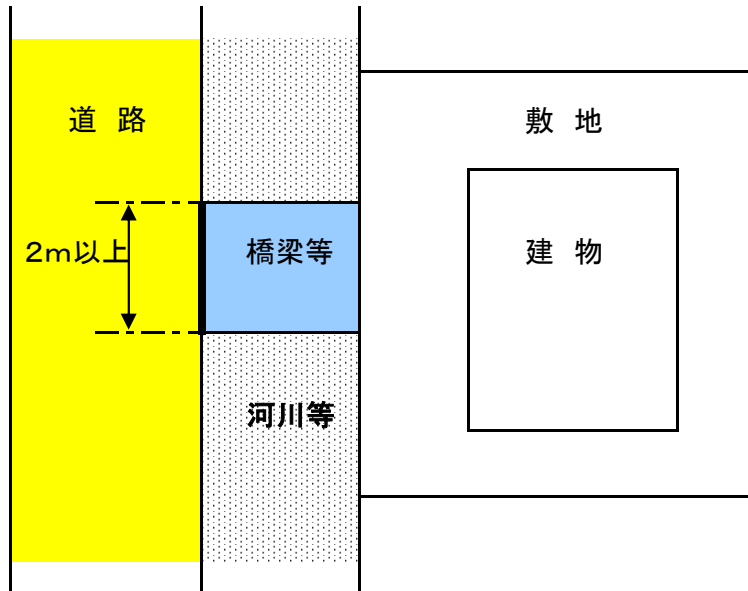 道 路
敷 地
2m以上
橋梁等
建 物
河川等